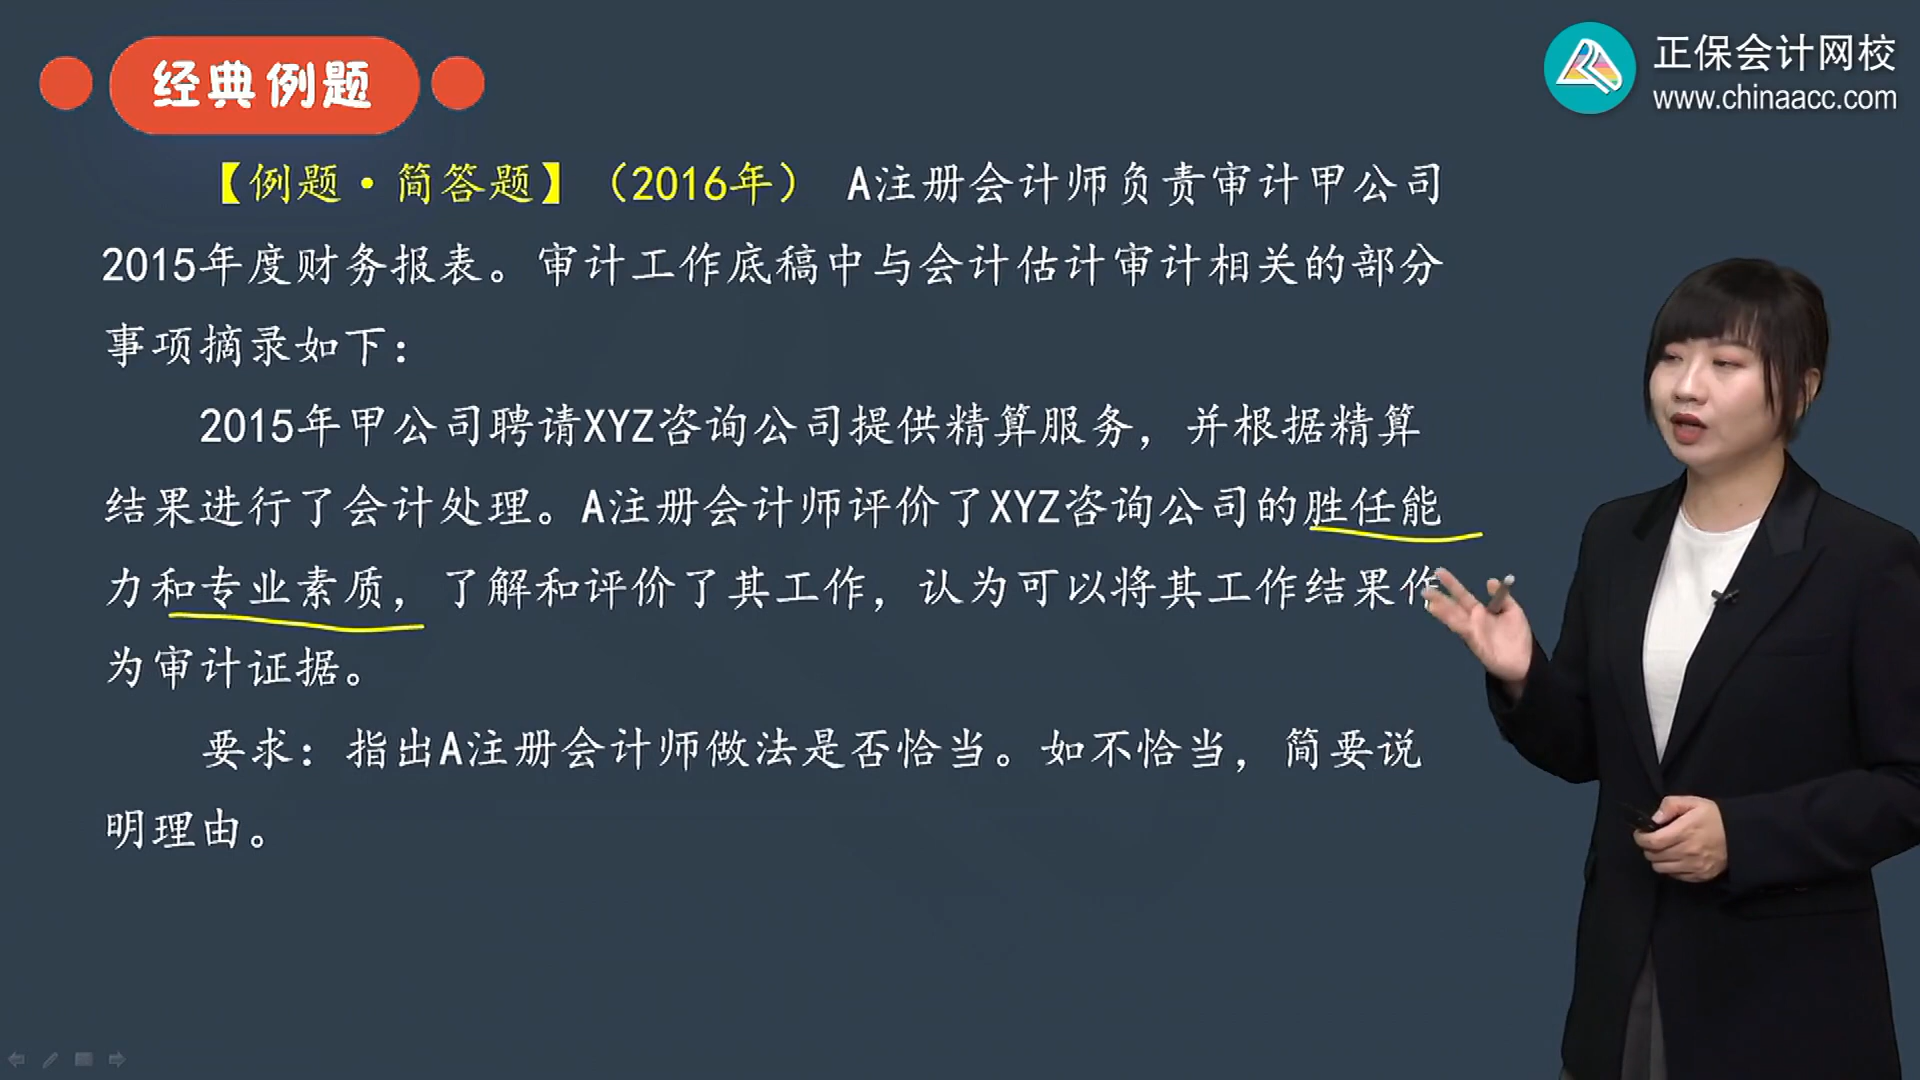 经典例题
正保会计网校
www.chinaacc.com
【例题·简答题】（2016年） A注册会计师负责审计甲公司
2015年度财务报表。审计工作底稿中与会计估计审计相关的部分
事项摘录如下：
2015年甲公司聘请XYZ咨询公司提供精算服务，并根据精算
结果进行了会计处理。A注册会计师评价了XYZ咨询公司的胜任能
力和专业素质，了解和评价了其工作，认为可以将其工作结果作
为审计证据。
要求：指出A注册会计师做法是否恰当。如不恰当，简要说
明理由。